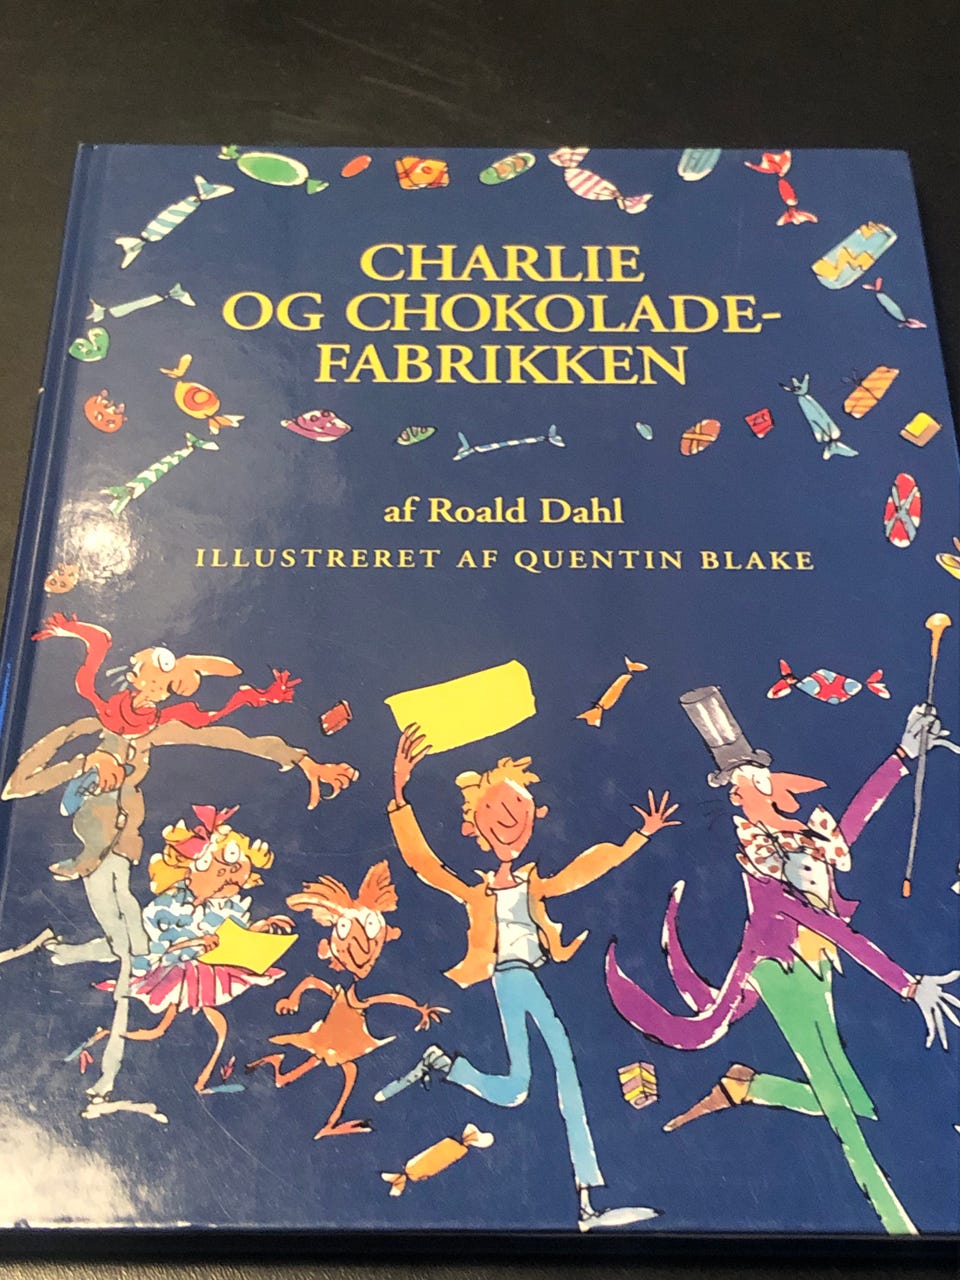 CHARLIE
OG CHOKOLADE-
FABRIKKEN
af Roald Dahl
ILLUSTRERET AF QUENTIN BLAKE